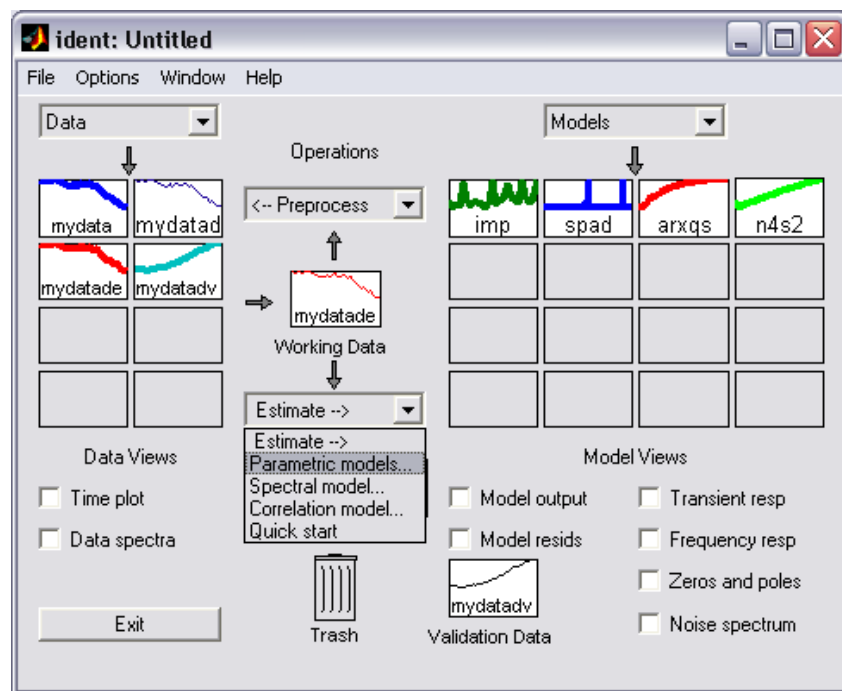 ident: Untitled
File Options Window Help
Data
Models
Operations
mydata
mydatad
<-- Preprocess
imp
spad
arxqs
n4s2
mydatade
mydatadv
mydatade
Working Data
Estimate -->
Estimate -->
Parametric models...
Spectral model...
Correlation model...
Quick start
Data Views
Time plot
Data spectra
Exit
Trash
Model Views
Model output
Transient resp
Model resids
Frequency resp
Zeros and poles
mydatadv
Validation Data
Noise spectrum